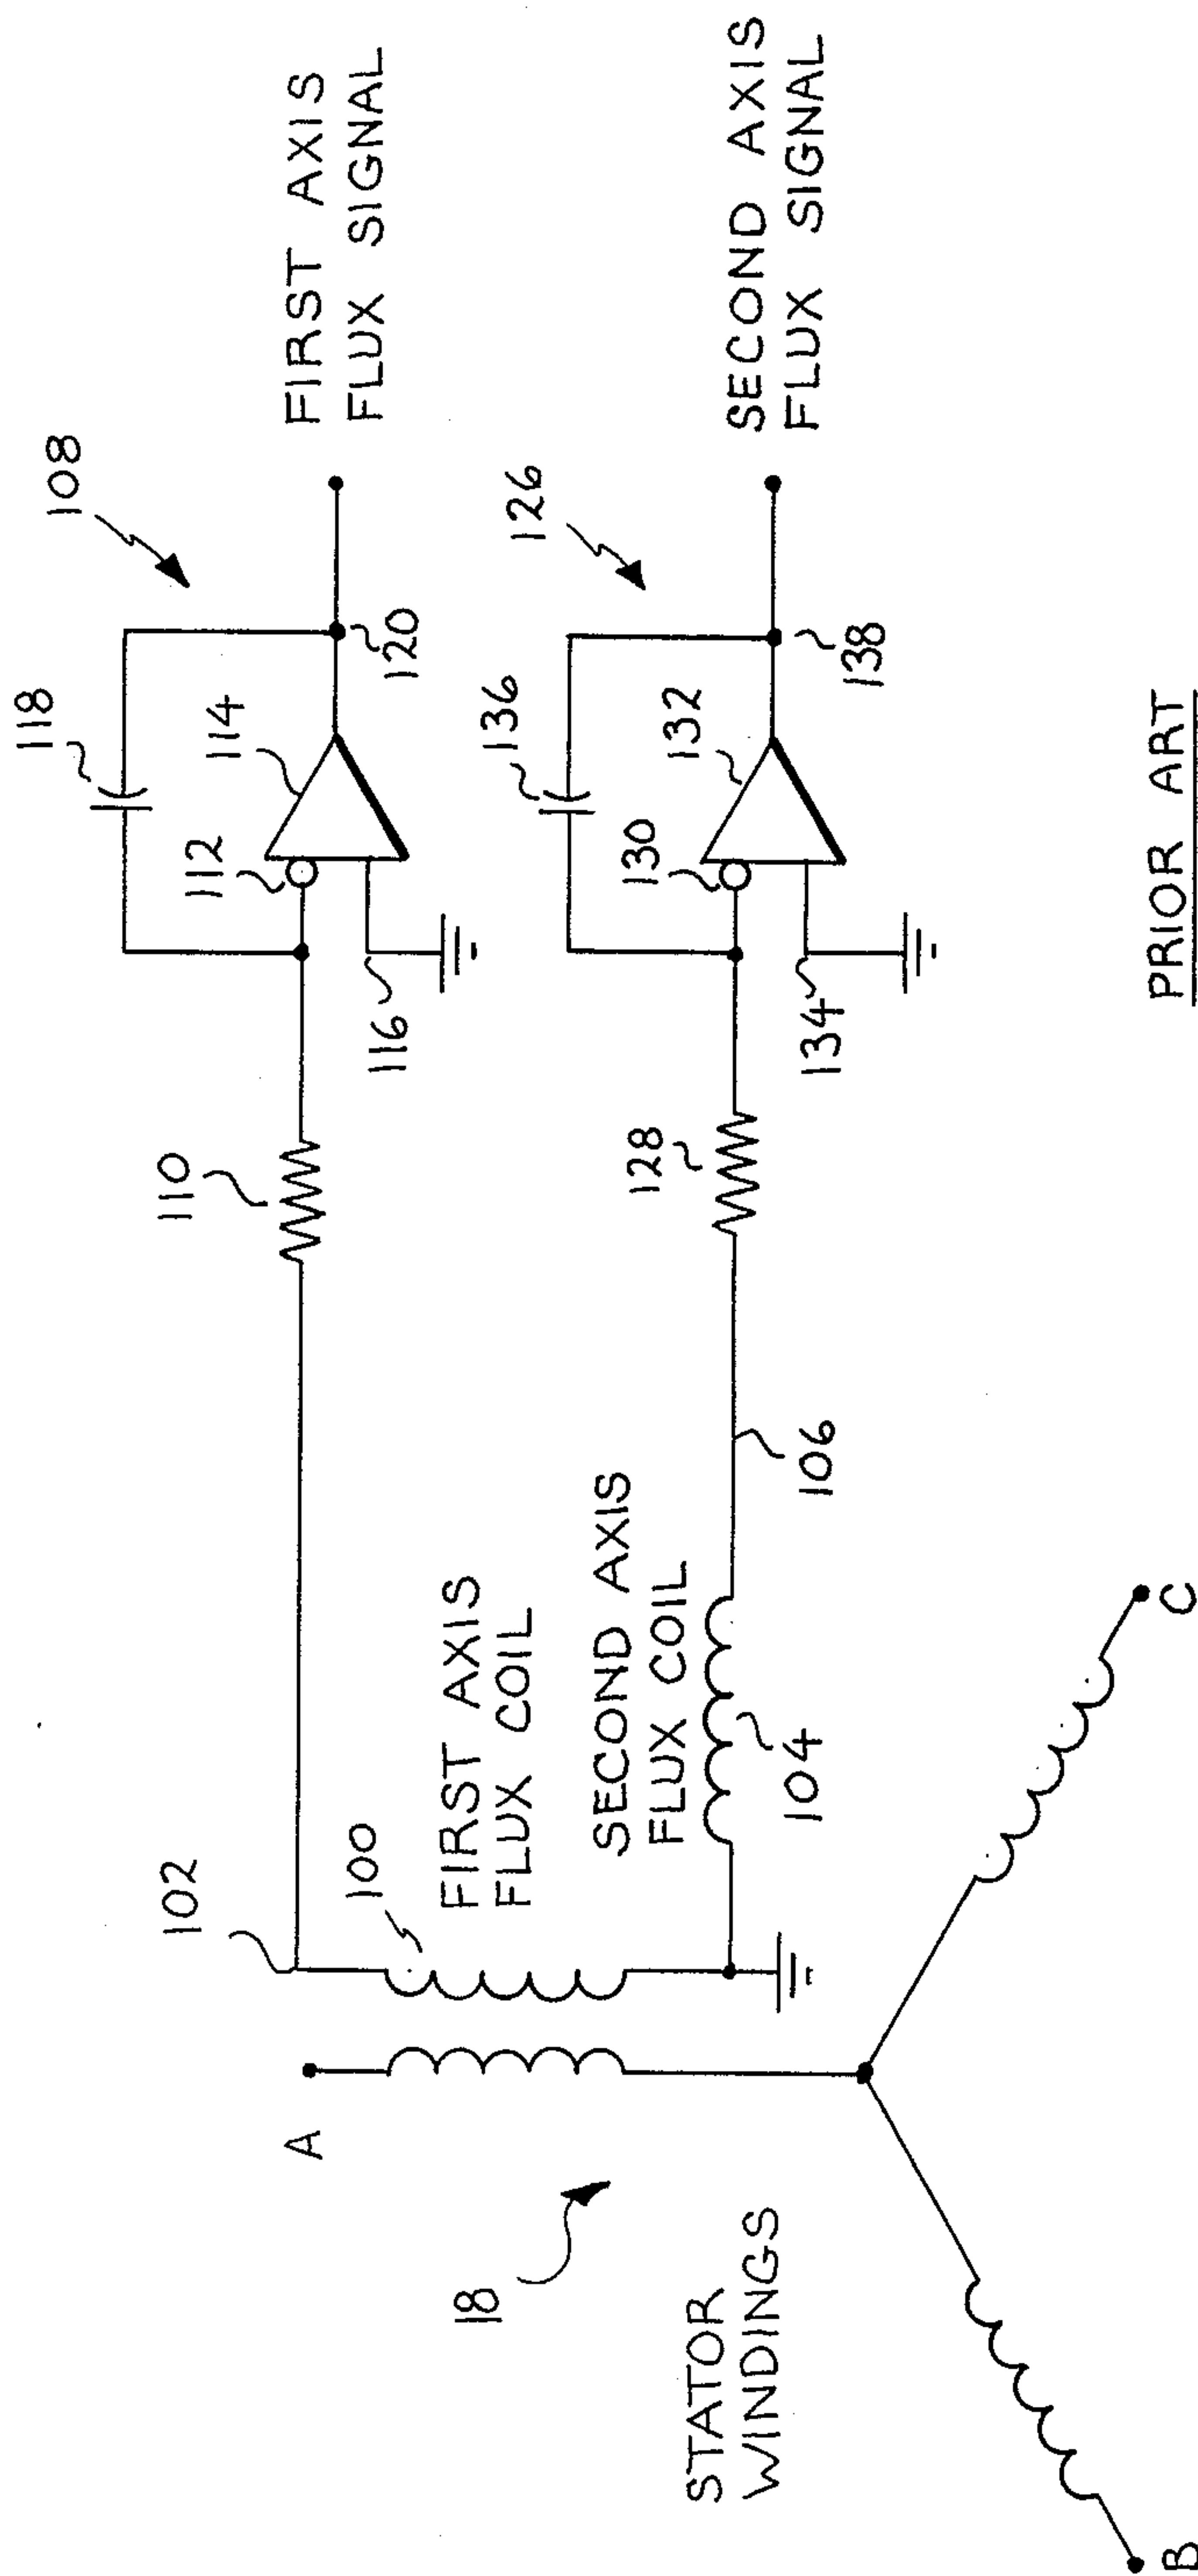 108
FIRST AXIS
FLUX SIGNAL
118
114
112
120
110
116
126
SECOND AXIS
FLUX SIGNAL
136
132
130
138
128
134
102
100
FIRST AXIS
FLUX COIL
SECOND AXIS
FLUX COIL
106
104
A
18
STATOR
WINDINGS
B
C
PRIOR ART